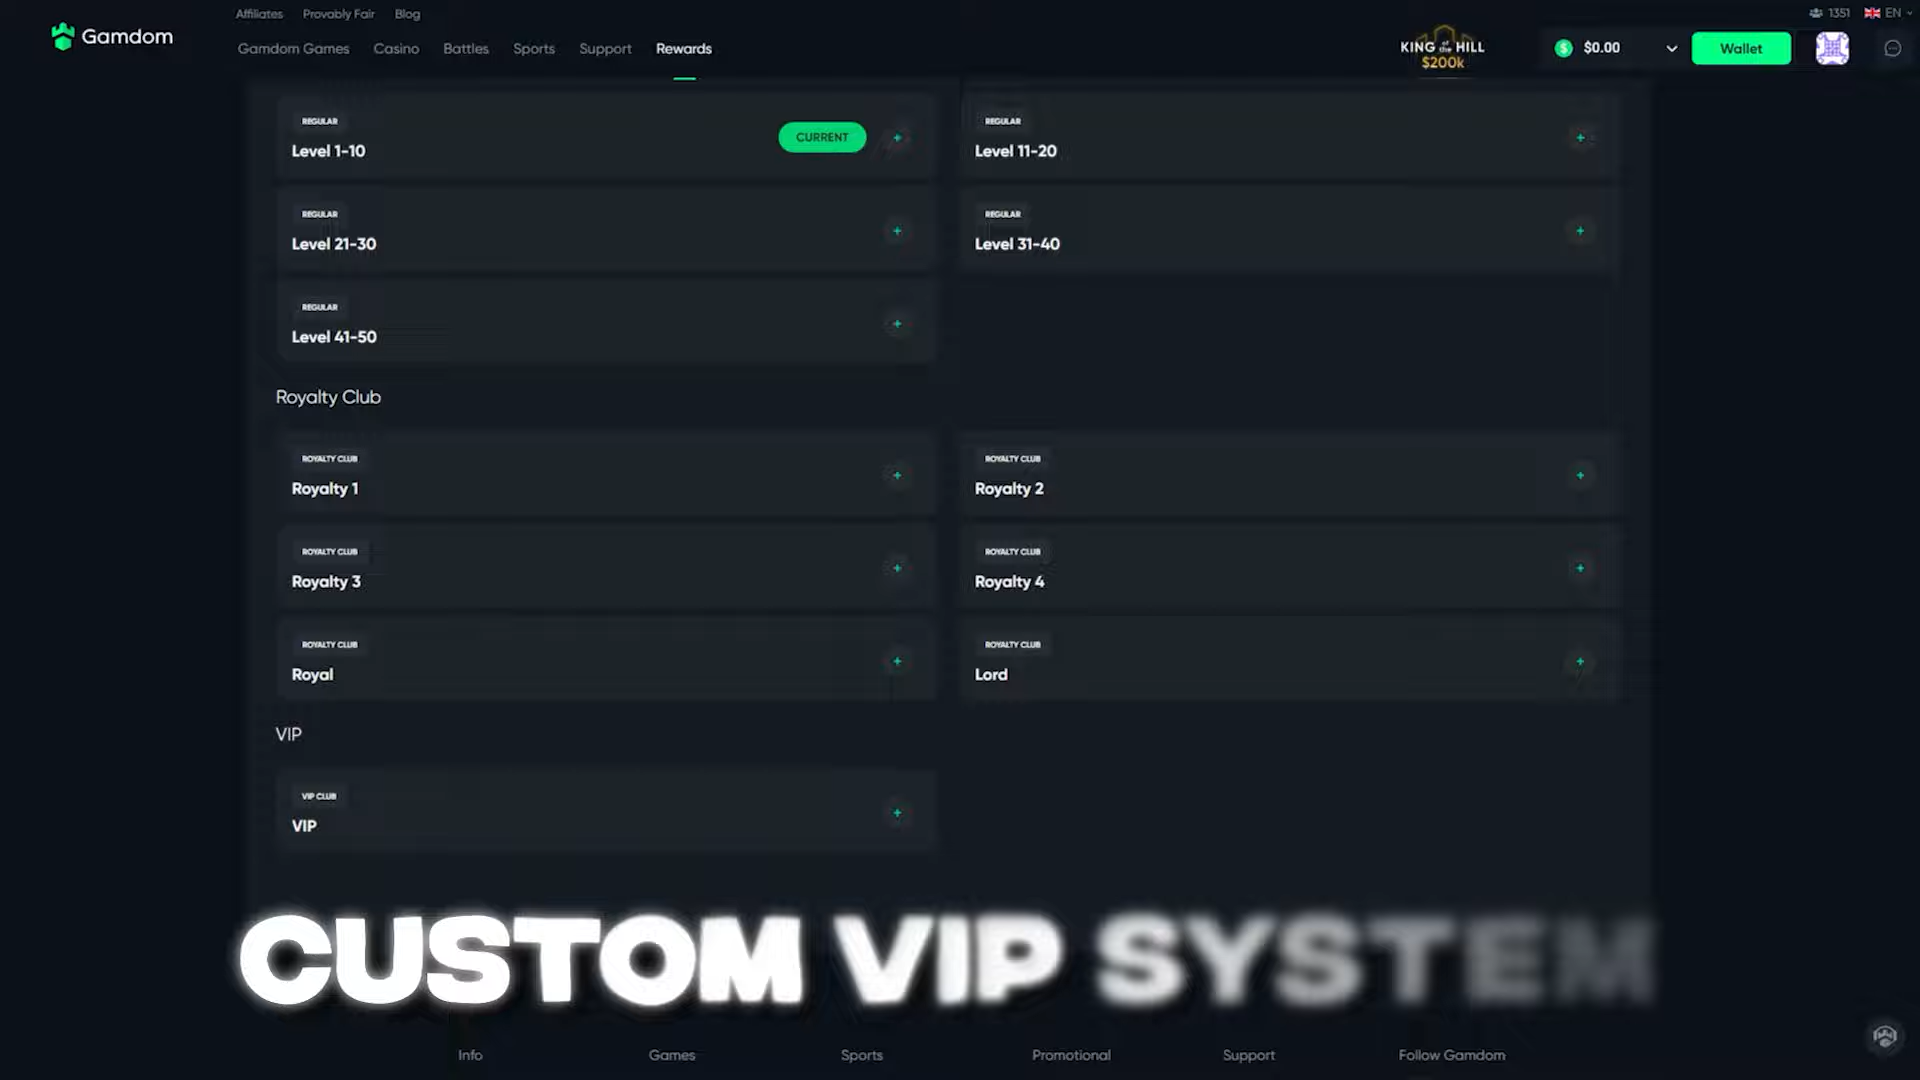 Affiliates Provably Fair Blog
1351 EN
Gamdom
Gamdom Games Casino Battles Sports Support Rewards
KING of the HILL
$200k
$0.00
Wallet
REGULAR
Level 1-10
CURRENT
REGULAR
Level 11-20
REGULAR
Level 21-30
REGULAR
Level 31-40
REGULAR
Level 41-50
Royalty Club
ROYALTY CLUB
Royalty 1
ROYALTY CLUB
Royalty 2
ROYALTY CLUB
Royalty 3
ROYALTY CLUB
Royalty 4
ROYALTY CLUB
Royal
ROYALTY CLUB
Lord
VIP
VIP CLUB
VIP
CUSTOM VIP SYSTEM
Info Games Sports Promotional Support Follow Gamdom